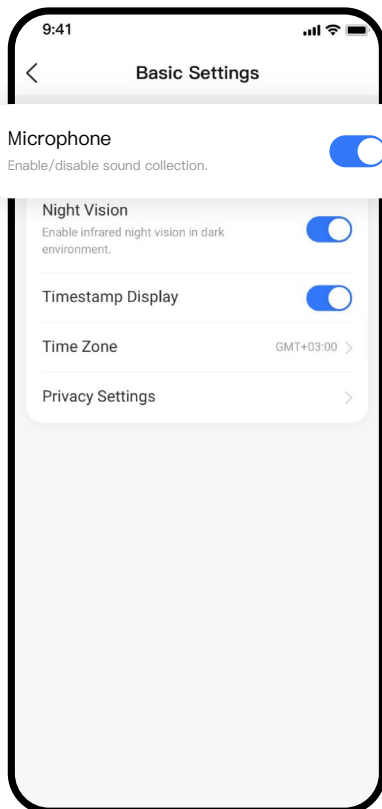 9:41
Basic Settings
Microphone
Enable/disable sound collection.
Night Vision
Enable infrared night vision in dark
environment.
Timestamp Display
Time Zone GMT+03:00
Privacy Settings